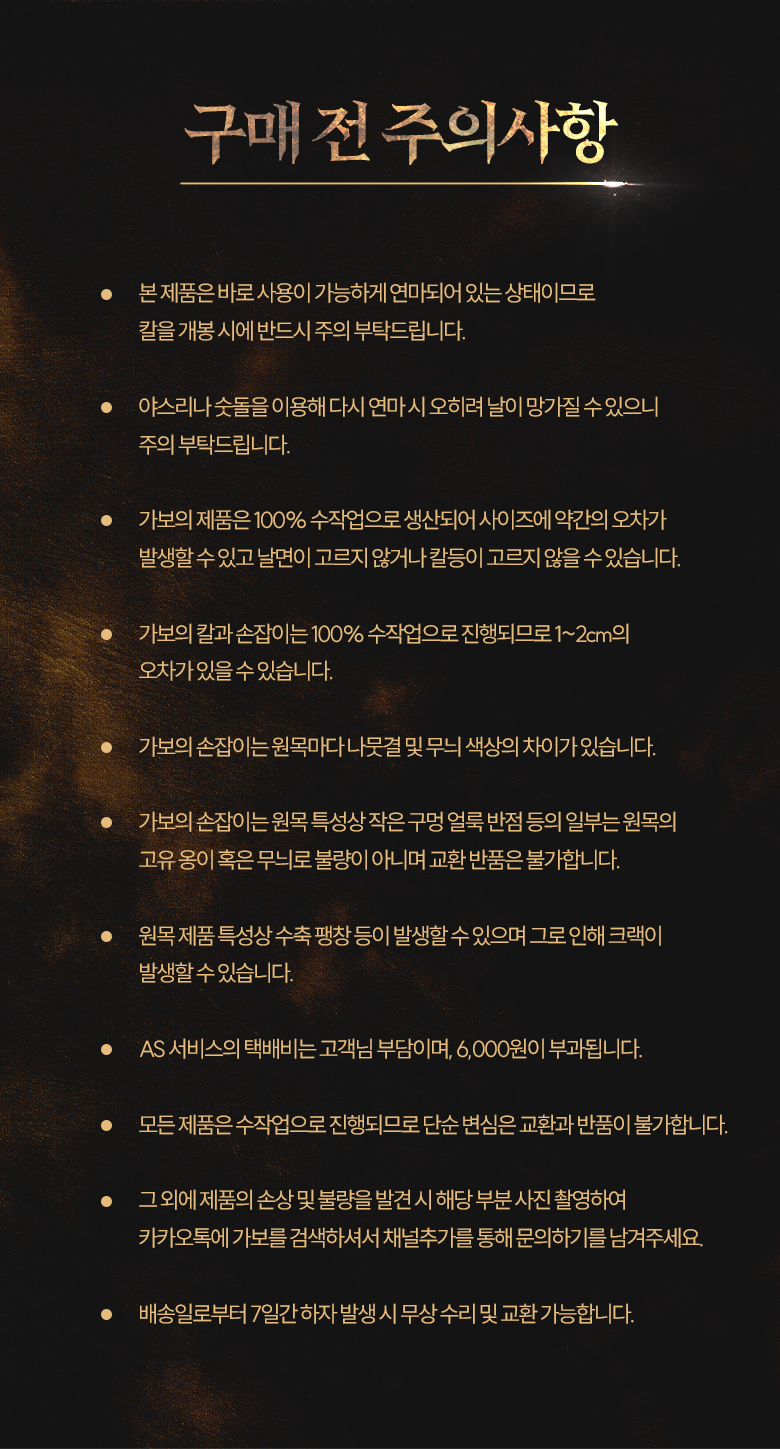 구매 전 주의사항
본 제품은 바로 사용이 가능하게 연마되어 있는 상태이므로
칼을 개봉 시에 반드시 주의 부탁드립니다.
야스리나 숫돌을 이용해 다시 연마 시 오히려 날이 망가질 수 있으니
주의 부탁드립니다.
가보의 제품은 100% 수작업으로 생산되어 사이즈에 약간의 오차가
발생할 수 있고 날면이 고르지 않거나 칼등이 고르지 않을 수 있습니다.
가보의 칼과 손잡이는 100% 수작업으로 진행되므로 1~2cm의
오차가 있을 수 있습니다.
가보의 손잡이는 원목마다 나뭇결 및 무늬 색상의 차이가 있습니다.
가보의 손잡이는 원목 특성상 작은 구멍 얼룩 반점 등의 일부는 원목의
고유 옹이 혹은 무늬로 불량이 아니며 교환 반품은 불가합니다.
원목 제품 특성상 수축 팽창 등이 발생할 수 있으며 그로 인해 크랙이
발생할 수 있습니다.
AS 서비스의 택배비는 고객님 부담이며, 6,000원이 부과됩니다.
모든 제품은 수작업으로 진행되므로 단순 변심은 교환과 반품이 불가합니다.
그 외에 제품의 손상 및 불량을 발견 시 해당 부분 사진 촬영하여
카카오톡에 가보를 검색하셔서 채널추가를 통해 문의하기를 남겨주세요.
배송일로부터 7일간 하자 발생 시 무상 수리 및 교환 가능합니다.